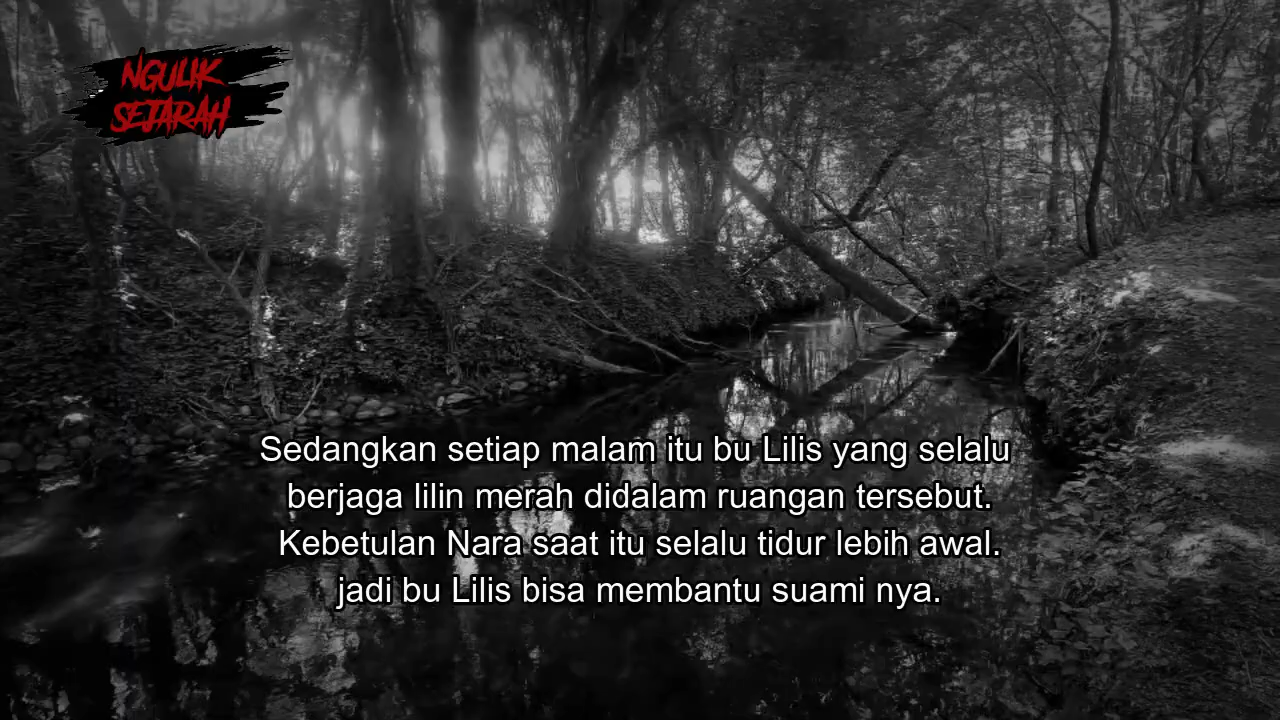 NGULIK
SEJARAH
Sedangkan setiap malam itu bu Lilis yang selalu
berjaga lilin merah didalam ruangan tersebut.
Kebetulan Nara saat itu selalu tidur lebih awal.
jadi bu Lilis bisa membantu suami nya.